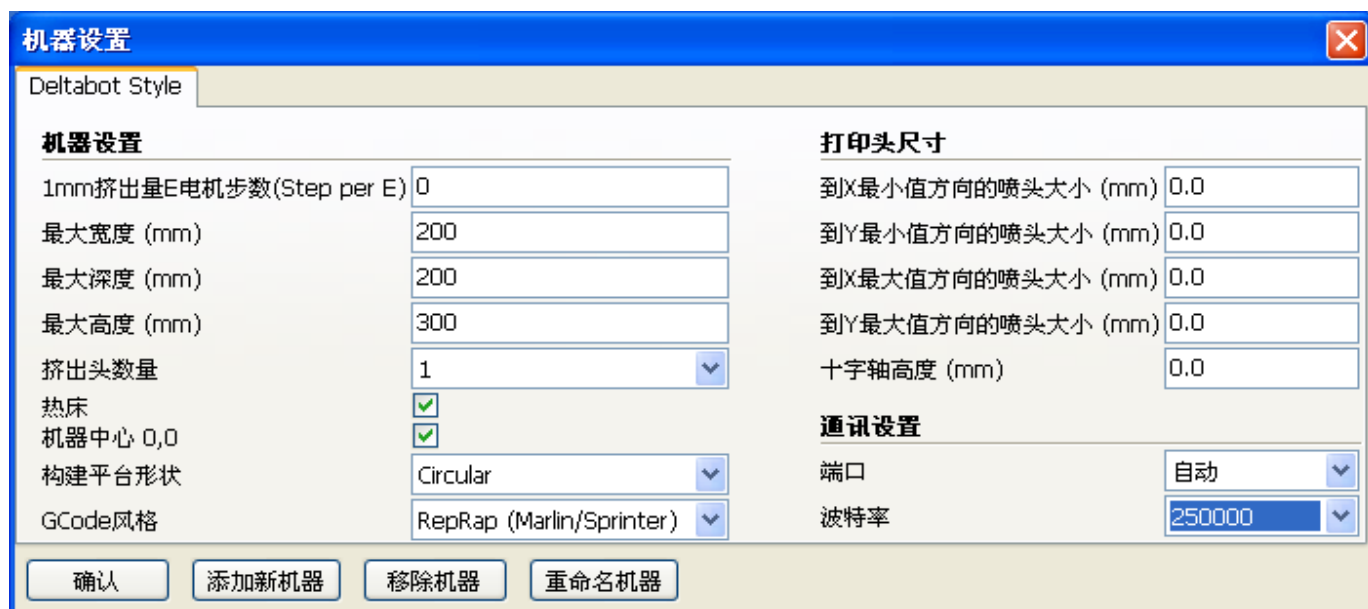 机器设置
Deltabot Style
机器设置
1mm挤出量E电机步数(Step per E) 0
最大宽度 (mm) 200
最大深度 (mm) 200
最大高度 (mm) 300
挤出头数量 1
热床
机器中心 0,0
构建平台形状 Circular
GCode风格 RepRap (Marlin/Sprinter)
打印头尺寸
到X最小值方向的喷头大小 (mm) 0.0
到Y最小值方向的喷头大小 (mm) 0.0
到X最大值方向的喷头大小 (mm) 0.0
到Y最大值方向的喷头大小 (mm) 0.0
十字轴高度 (mm) 0.0
通讯设置
端口 自动
波特率 250000
确认 添加新机器 移除机器 重命名机器